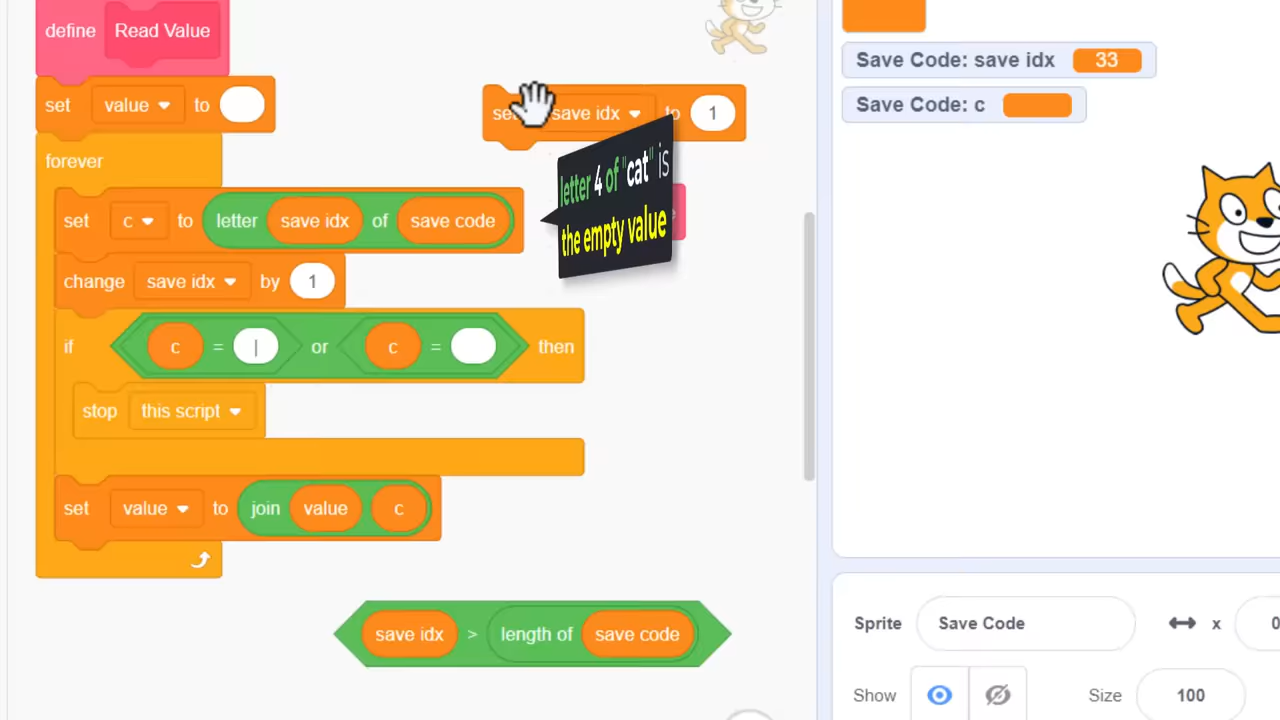 define Read Value
set value to
forever
set c to letter save idx of save code
change save idx by 1
if c = | or c = then
stop this script
set value to join value c
save idx > length of save code
save idx to 1
letter 4 of "cat" is
the empty value
Save Code: save idx 33
Save Code: c
Sprite Save Code x 0
Show Size 100